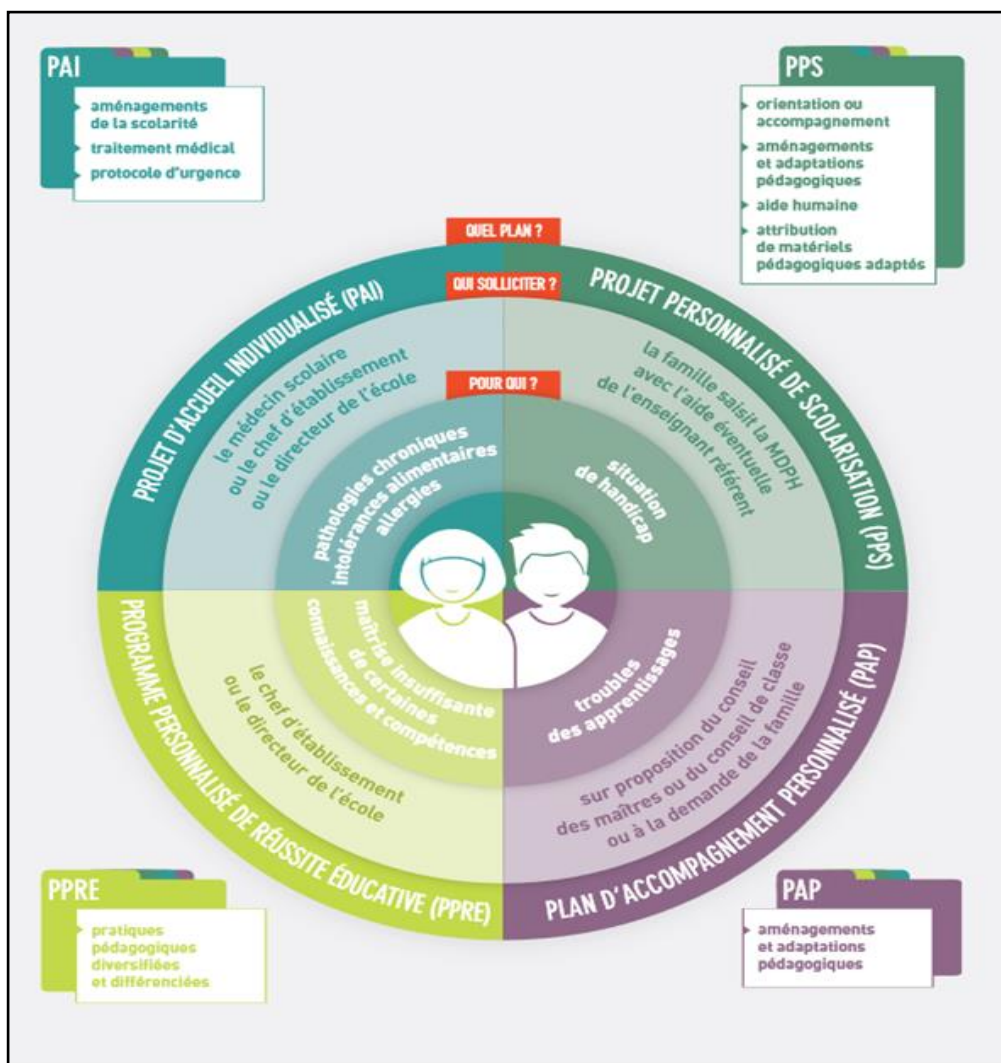 PAI
aménagements
de la scolarité
traitement médical
protocole d'urgence
PPS
orientation ou
accompagnement
aménagements
et adaptations
pédagogiques
aide humaine
attribution
de matériels
pédagogiques adaptés
QUEL PLAN ?
QUI SOLLICITER ?
POUR QUI ?
PROJET D'ACCUEIL INDIVIDUALISÉ (PAI)
le médecin scolaire
ou le chef d'établissement
ou le directeur de l'école
pathologies chroniques
intolérances alimentaires
allergies
PROJET PERSONNALISÉ DE SCOLARISATION (PPS)
la famille saisit la MDPH
avec l'aide éventuelle
de l'enseignant référent
situation
de handicap
PROGRAMME PERSONNALISÉ DE RÉUSSITE ÉDUCATIVE (PPRE)
le chef d'établissement
ou le directeur de l'école
maîtrise insuffisante
de certaines
connaissances et compétences
PLAN D'ACCOMPAGNEMENT PERSONNALISÉ (PAP)
sur proposition du conseil
des maîtres ou du conseil de classe
ou à la demande de la famille
troubles
des apprentissages
PPRE
pratiques
pédagogiques
diversifiées
et différenciées
PAP
aménagements
et adaptations
pédagogiques